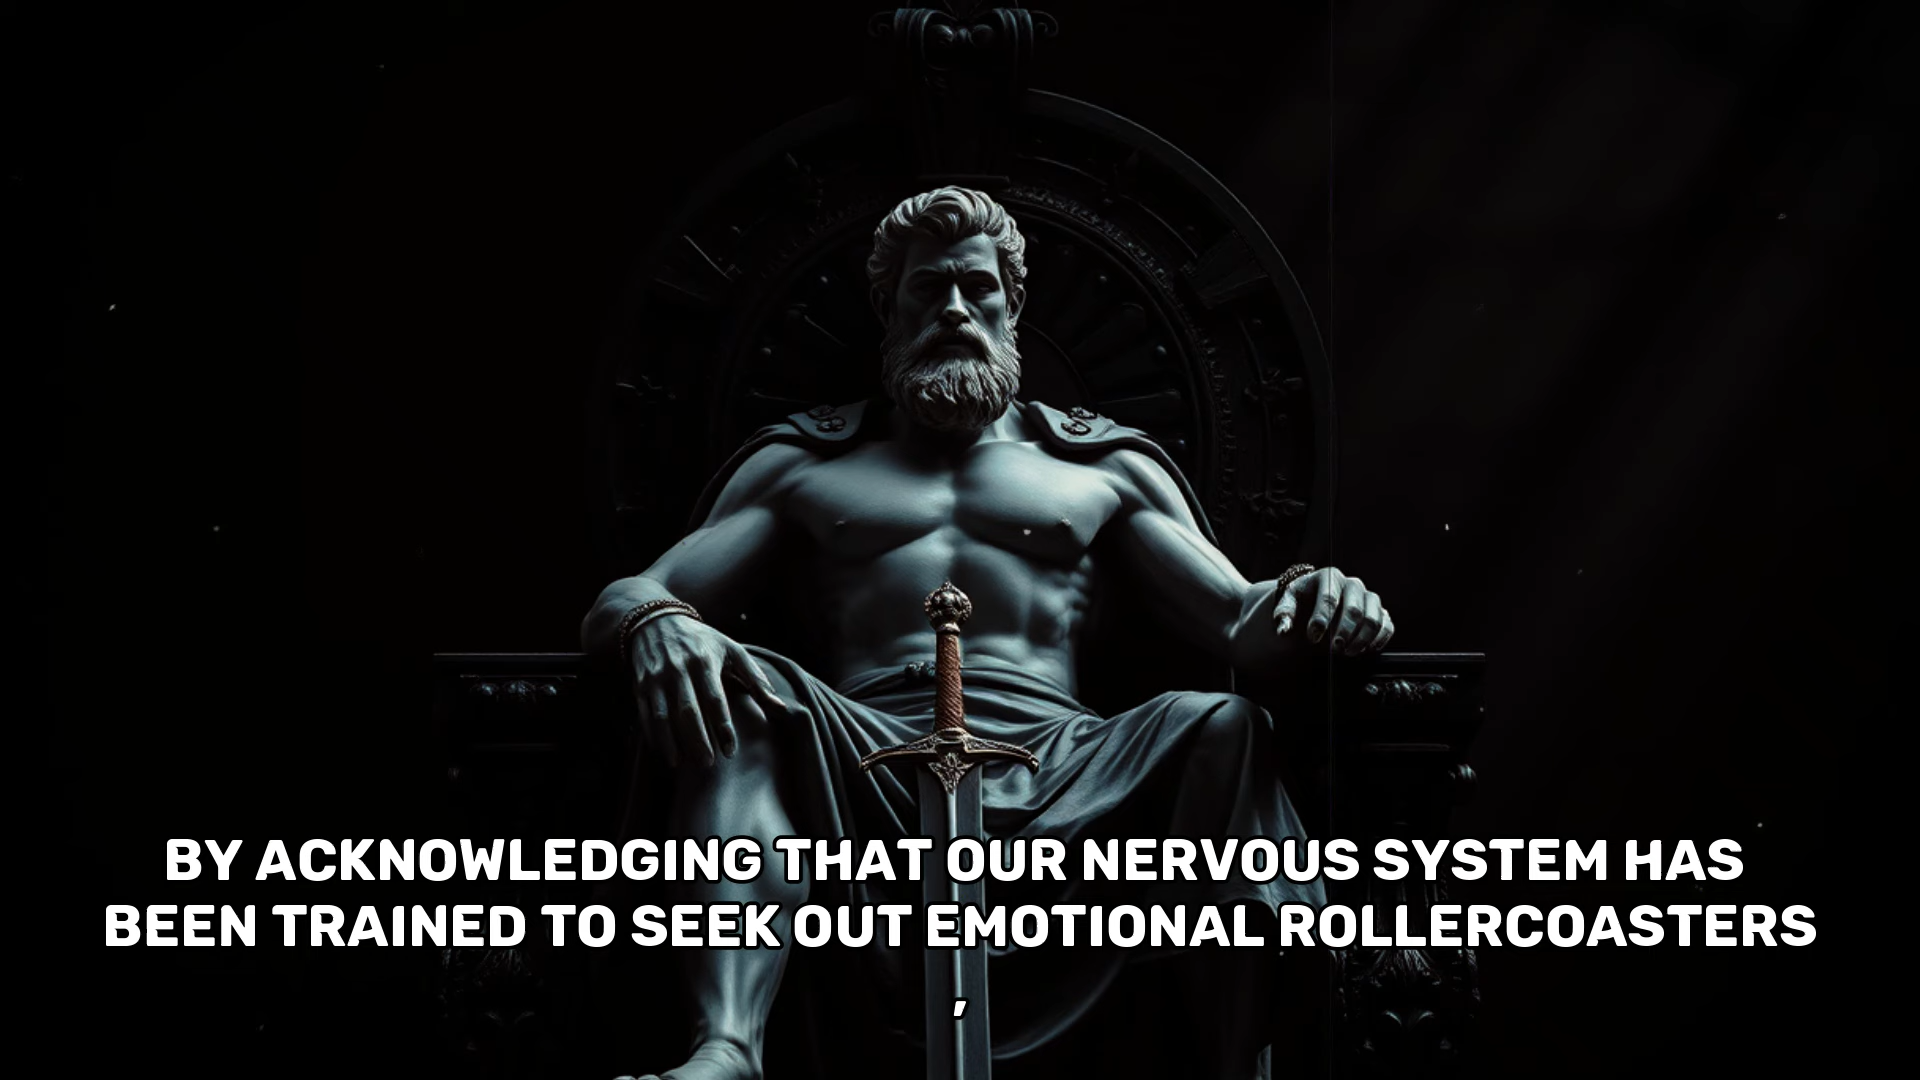 BY ACKNOWLEDGING THAT OUR NERVOUS SYSTEM HAS
BEEN TRAINED TO SEEK OUT EMOTIONAL ROLLERCOASTERS
,